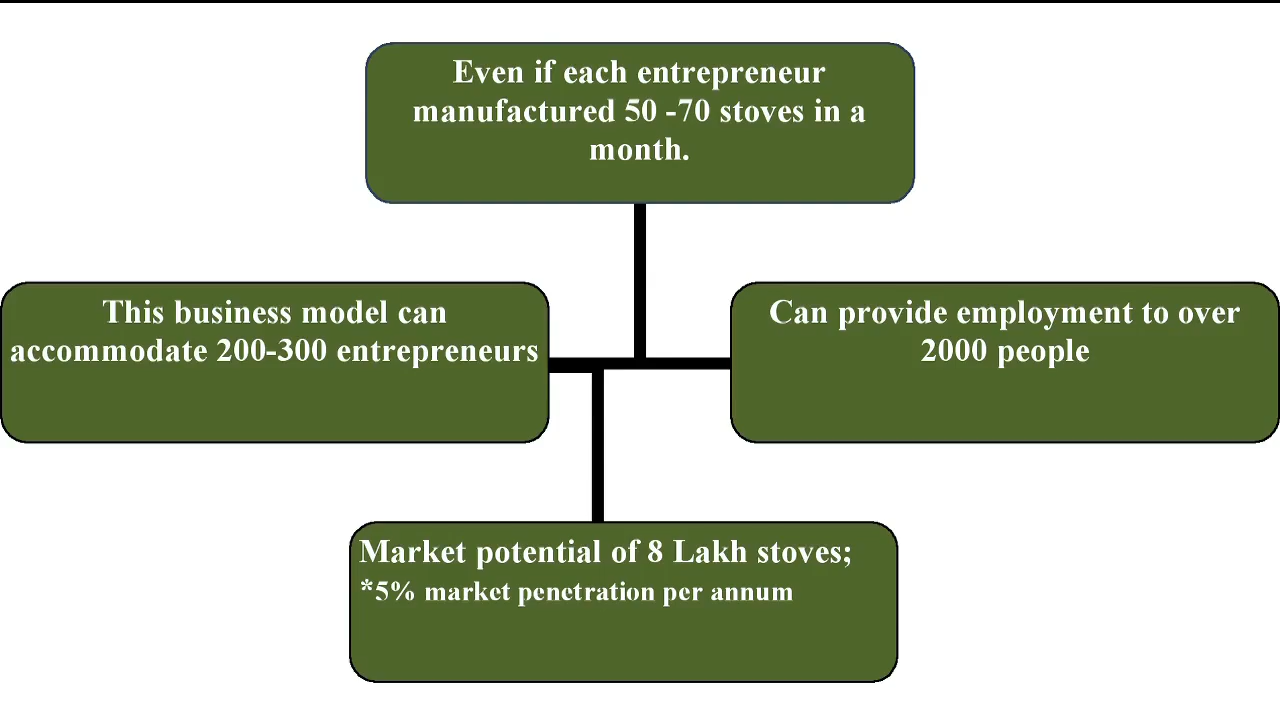 Even if each entrepreneur
manufactured 50 -70 stoves in a
month.
This business model can
accommodate 200-300 entrepreneurs
Can provide employment to over
2000 people
Market potential of 8 Lakh stoves;
*5% market penetration per annum